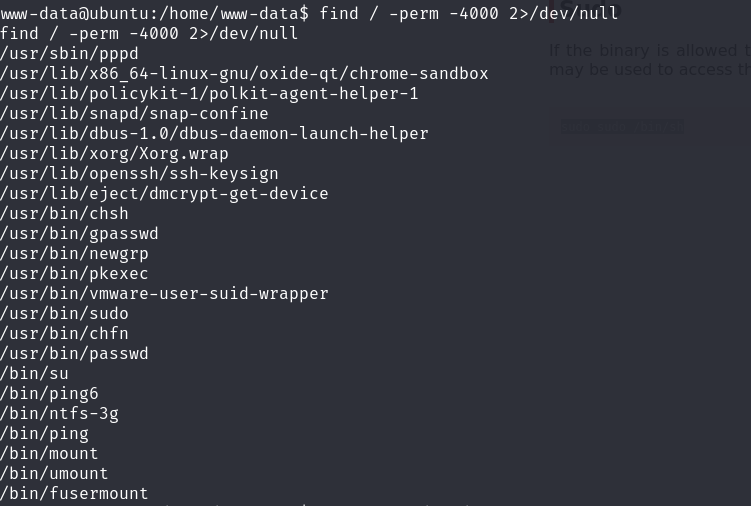 www-data@ubuntu:/home/www-data$ find / -perm -4000 2>/dev/null
find / -perm -4000 2>/dev/null
/usr/sbin/pppd
/usr/lib/x86_64-linux-gnu/oxide-qt/chrome-sandbox
/usr/lib/policykit-1/polkit-agent-helper-1
/usr/lib/snapd/snap-confine
/usr/lib/dbus-1.0/dbus-daemon-launch-helper
/usr/lib/xorg/Xorg.wrap
/usr/lib/openssh/ssh-keysign
/usr/lib/eject/dmcrypt-get-device
/usr/bin/chsh
/usr/bin/gpasswd
/usr/bin/newgrp
/usr/bin/pkexec
/usr/bin/vmware-user-suid-wrapper
/usr/bin/sudo
/usr/bin/chfn
/usr/bin/passwd
/bin/su
/bin/ping6
/bin/ntfs-3g
/bin/ping
/bin/mount
/bin/umount
/bin/fusermount
Sudo
If the binary is allowed
may be used to access